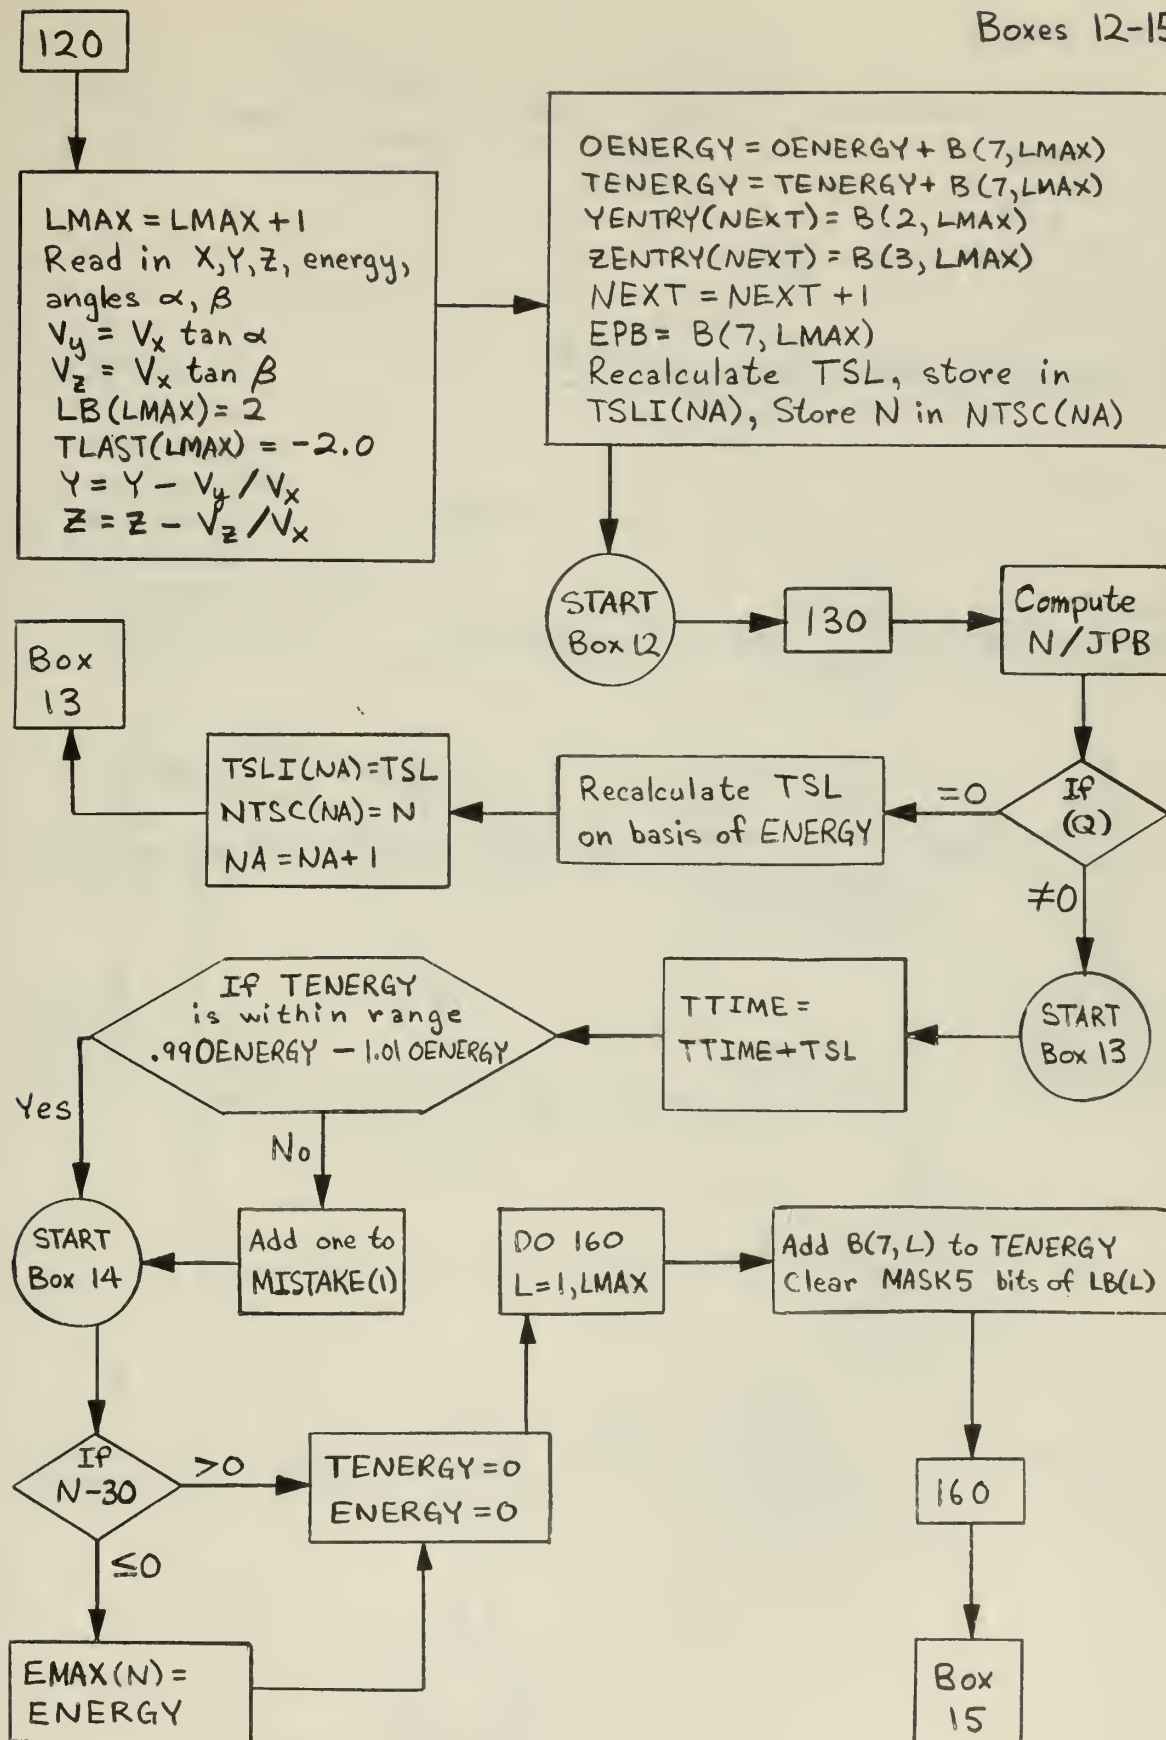 Boxes 12-15
120
LMAX = LMAX + 1
Read in X,Y,Z, energy,
angles α, β
Vy = Vx tan α
Vz = Vx tan β
LB(LMAX) = 2
TLAST(LMAX) = -2.0
Y = Y - Vy / Vx
Z = Z - Vz / Vx
OENERGY = OENERGY + B(7,LMAX)
TENERGY = TENERGY + B(7,LMAX)
YENTRY(NEXT) = B(2, LMAX)
ZENTRY(NEXT) = B(3, LMAX)
NEXT = NEXT + 1
EPB = B(7, LMAX)
Recalculate TSL, store in
TSLI(NA), Store N in NTSC(NA)
START
Box 12
130
Compute
N/JPB
If
(Q)
=0
≠0
Recalculate TSL
on basis of ENERGY
TSLI(NA)=TSL
NTSC(NA)=N
NA=NA+1
Box
13
START
Box 13
TTIME =
TTIME+TSL
If TENERGY
is within range
.99OENERGY - 1.01OENERGY
Yes
No
Add one to
MISTAKE(1)
START
Box 14
If
N-30
>0
≤0
EMAX(N) =
ENERGY
TENERGY=0
ENERGY=0
DO 160
L=1,LMAX
Add B(7,L) to TENERGY
Clear MASK5 bits of LB(L)
160
Box
15